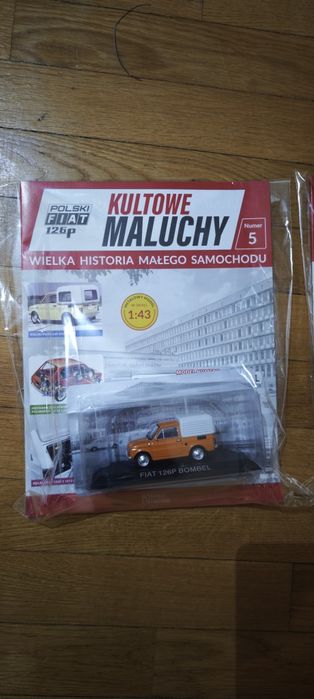 POLSKI
FIAT
126p
KULTOWE
MALUCHY
Numer
5
WIELKA HISTORIA MAŁEGO SAMOCHODU
1:43
FIAT 126P BOMBEL